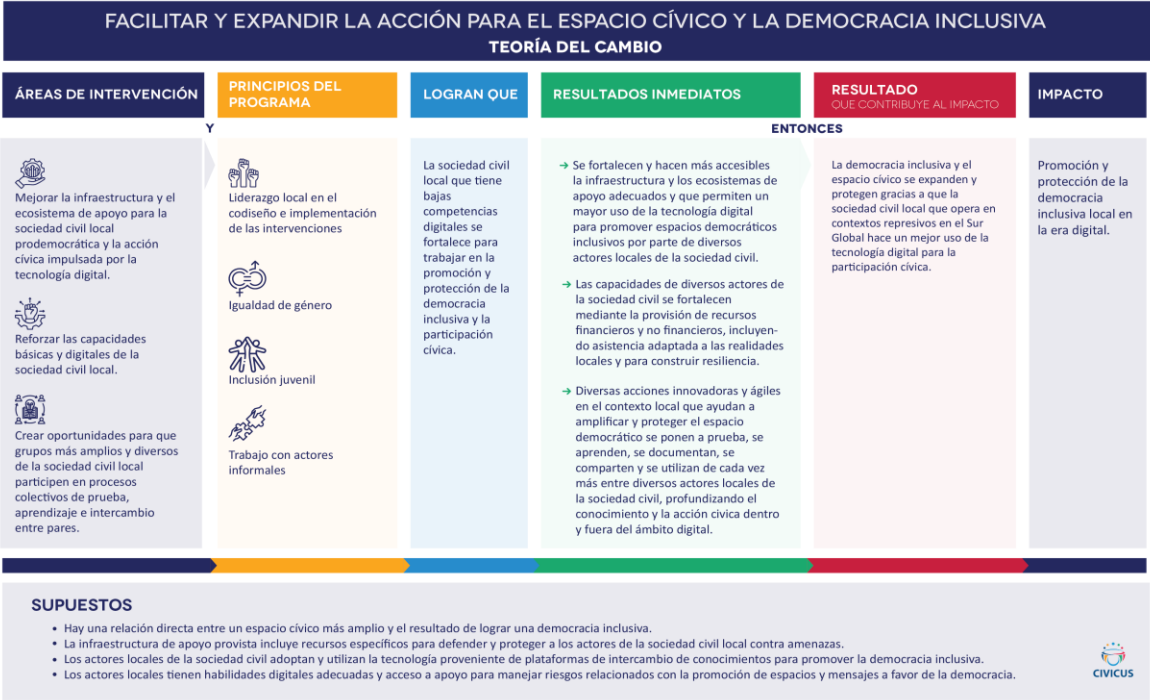 FACILITAR Y EXPANDIR LA ACCIÓN PARA EL ESPACIO CÍVICO Y LA DEMOCRACIA INCLUSIVA
TEORÍA DEL CAMBIO
ÁREAS DE INTERVENCIÓN
Y
Mejorar la infraestructura y el
ecosistema de apoyo para la
sociedad civil local
prodemocrática y la acción
cívica impulsada por la
tecnología digital.
Reforzar las capacidades
básicas y digitales de la
sociedad civil local.
Crear oportunidades para que
grupos más amplios y diversos
de la sociedad civil local
participen en procesos
colectivos de prueba,
aprendizaje e intercambio
entre pares.
PRINCIPIOS DEL
PROGRAMA
Liderazgo local en el
codiseño e implementación
de las intervenciones
Igualdad de género
Inclusión juvenil
Trabajo con actores
informales
LOGRAN QUE
La sociedad civil
local que tiene
bajas
competencias
digitales se
fortalece para
trabajar en la
promoción y
protección de la
democracia
inclusiva y la
participación
cívica.
RESULTADOS INMEDIATOS
ENTONCES
→ Se fortalecen y hacen más accesibles
la infraestructura y los ecosistemas de
apoyo adecuados y que permiten un
mayor uso de la tecnología digital
para promover espacios democráticos
inclusivos por parte de diversos
actores locales de la sociedad civil.
→ Las capacidades de diversos actores de
la sociedad civil se fortalecen
mediante la provisión de recursos
financieros y no financieros, incluyen-
do asistencia adaptada a las realidades
locales y para construir resiliencia.
→ Diversas acciones innovadoras y ágiles
en el contexto local que ayudan a
amplificar y proteger el espacio
democrático se ponen a prueba, se
aprenden, se documentan, se
comparten y se utilizan de cada vez
más entre diversos actores locales de
la sociedad civil, profundizando el
conocimiento y la acción civica dentro
y fuera del ámbito digital.
RESULTADO
QUE CONTRIBUYE AL IMPACTO
La democracia inclusiva y el
espacio cívico se expanden y
protegen gracias a que la
sociedad civil local que opera en
contextos represivos en el Sur
Global hace un mejor uso de la
tecnología digital para la
participación cívica.
IMPACTO
Promoción y
protección de la
democracia
inclusiva local en
la era digital.
SUPUESTOS
• Hay una relación directa entre un espacio cívico más amplio y el resultado de lograr una democracia inclusiva.
• La infraestructura de apoyo provista incluye recursos específicos para defender y proteger a los actores de la sociedad civil local contra amenazas.
• Los actores locales de la sociedad civil adoptan y utilizan la tecnología proveniente de plataformas de intercambio de conocimientos para promover la democracia inclusiva.
• Los actores locales tienen habilidades digitales adecuadas y acceso a apoyo para manejar riesgos relacionados con la promoción de espacios y mensajes a favor de la democracia.
CIVICUS